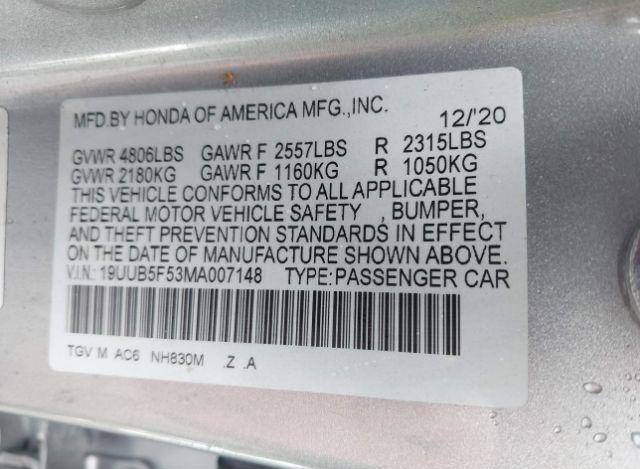 MFD.BY HONDA OF AMERICA MFG.,INC. 12/'20
GVWR 4806LBS GAWR F 2557LBS R 2315LBS
GVWR 2180KG GAWR F 1160KG R 1050KG
THIS VEHICLE CONFORMS TO ALL APPLICABLE
FEDERAL MOTOR VEHICLE SAFETY , BUMPER,
AND THEFT PREVENTION STANDARDS IN EFFECT
ON THE DATE OF MANUFACTURE SHOWN ABOVE.
V.I.N.: 19UUB5F53MA007148 TYPE:PASSENGER CAR
TGV M AC6 NH830M .Z .A